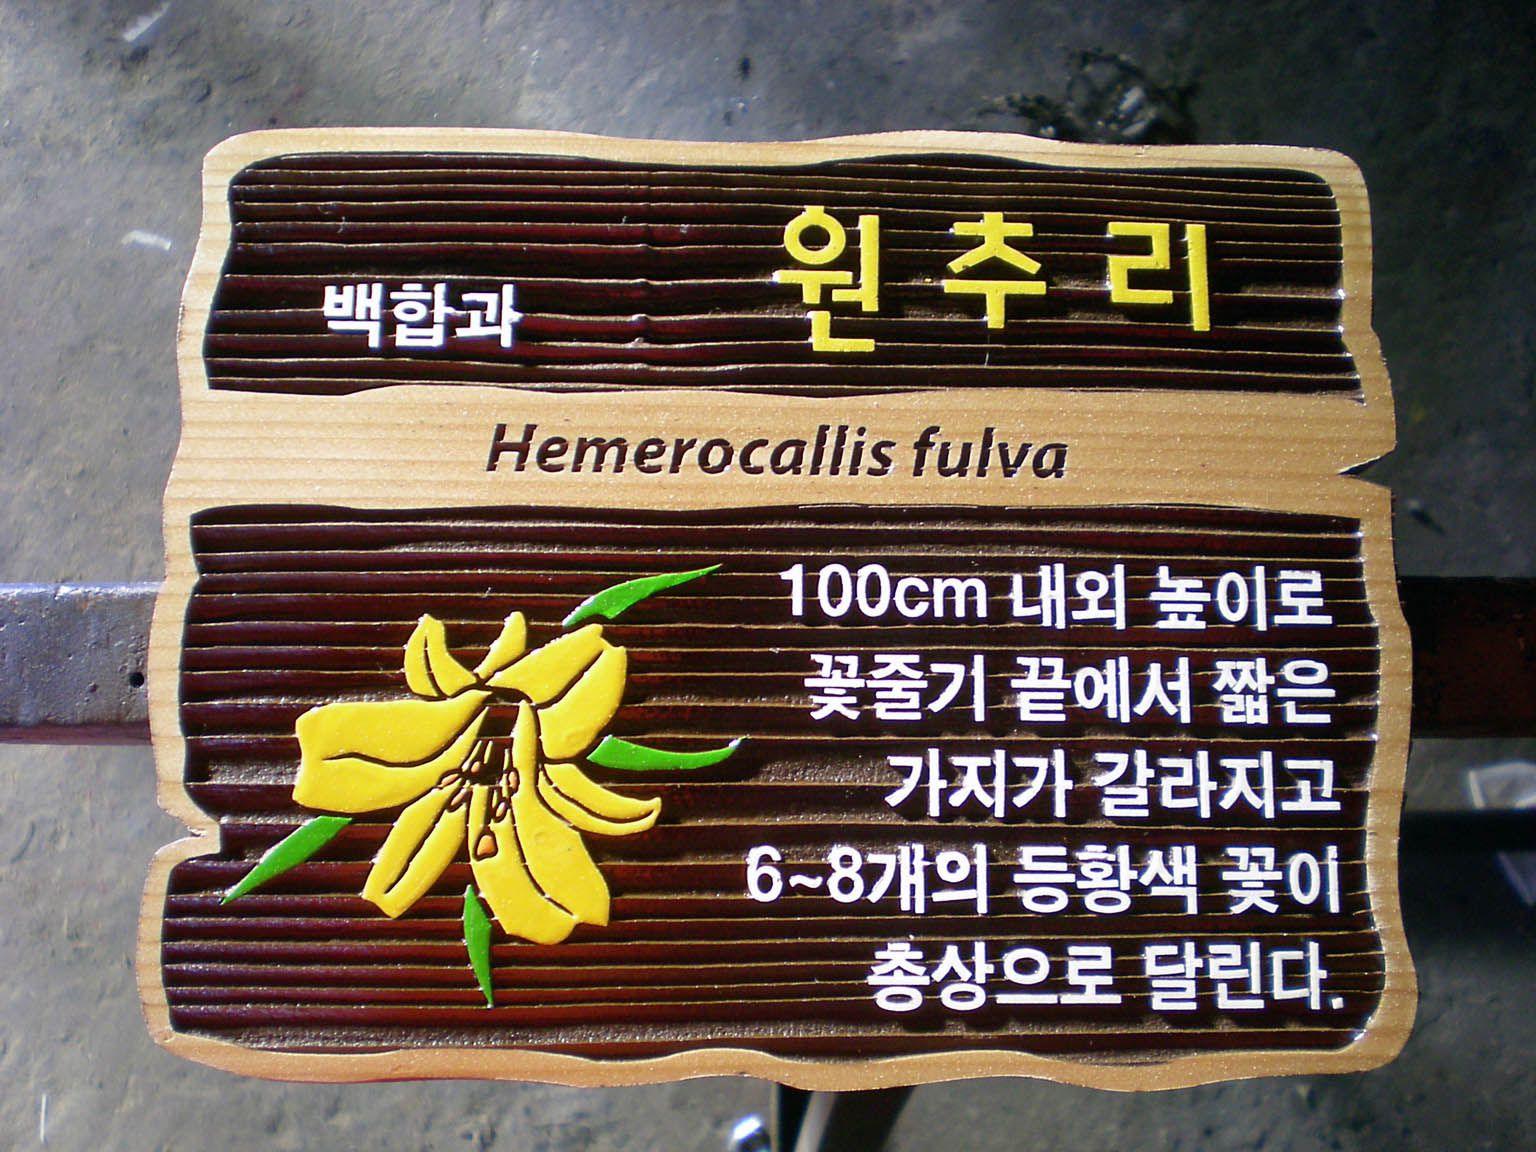 백합과
원추리
Hemerocallis fulva
100cm 내외 높이로
꽃줄기 끝에서 짧은
가지가 갈라지고
6~8개의 등황색 꽃이
총상으로 달린다.